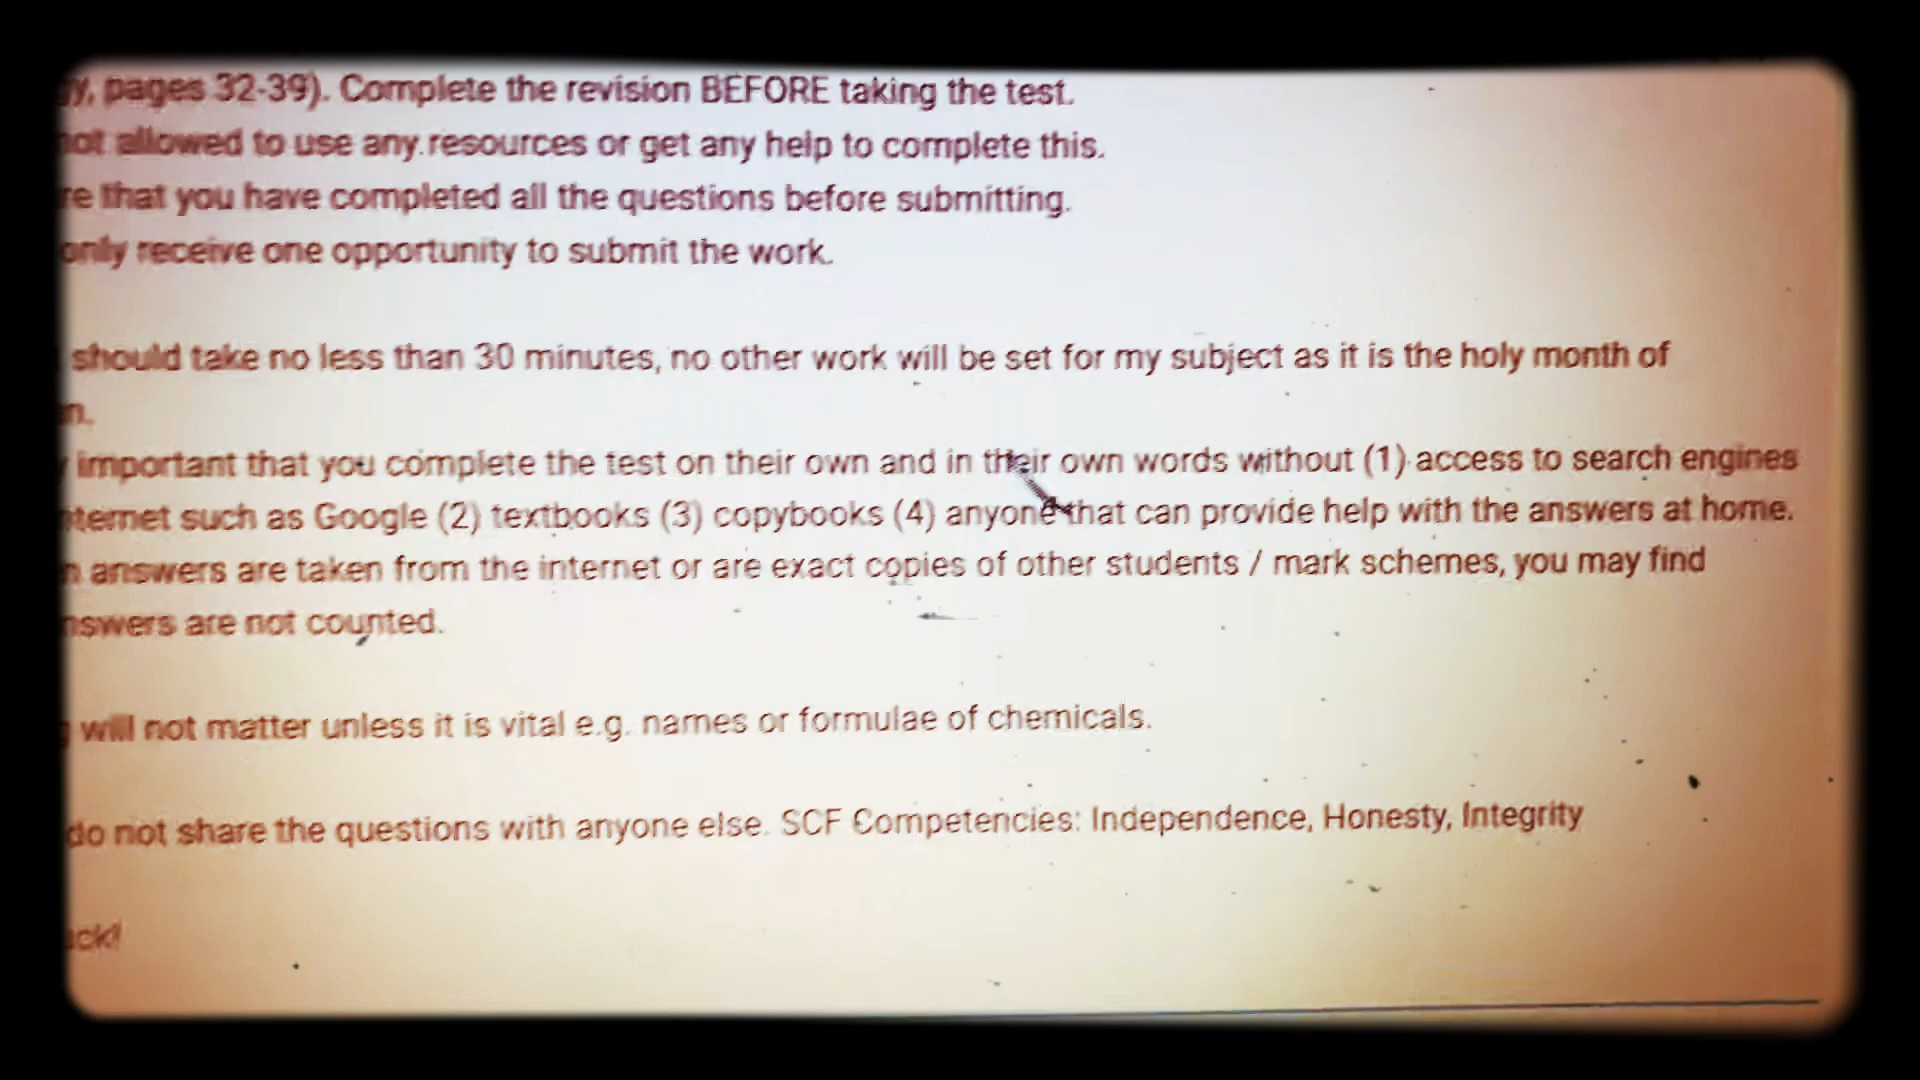 y, pages 32-39). Complete the revision BEFORE taking the test.
not allowed to use any resources or get any help to complete this.
re that you have completed all the questions before submitting.
only receive one opportunity to submit the work.
should take no less than 30 minutes, no other work will be set for my subject as it is the holy month of
n.
important that you complete the test on their own and in their own words without (1) access to search engines
nternet such as Google (2) textbooks (3) copybooks (4) anyone that can provide help with the answers at home.
n answers are taken from the internet or are exact copies of other students / mark schemes, you may find
nswers are not counted.
will not matter unless it is vital e.g. names or formulae of chemicals.
do not share the questions with anyone else. SCF Competencies: Independence, Honesty, Integrity
ck!